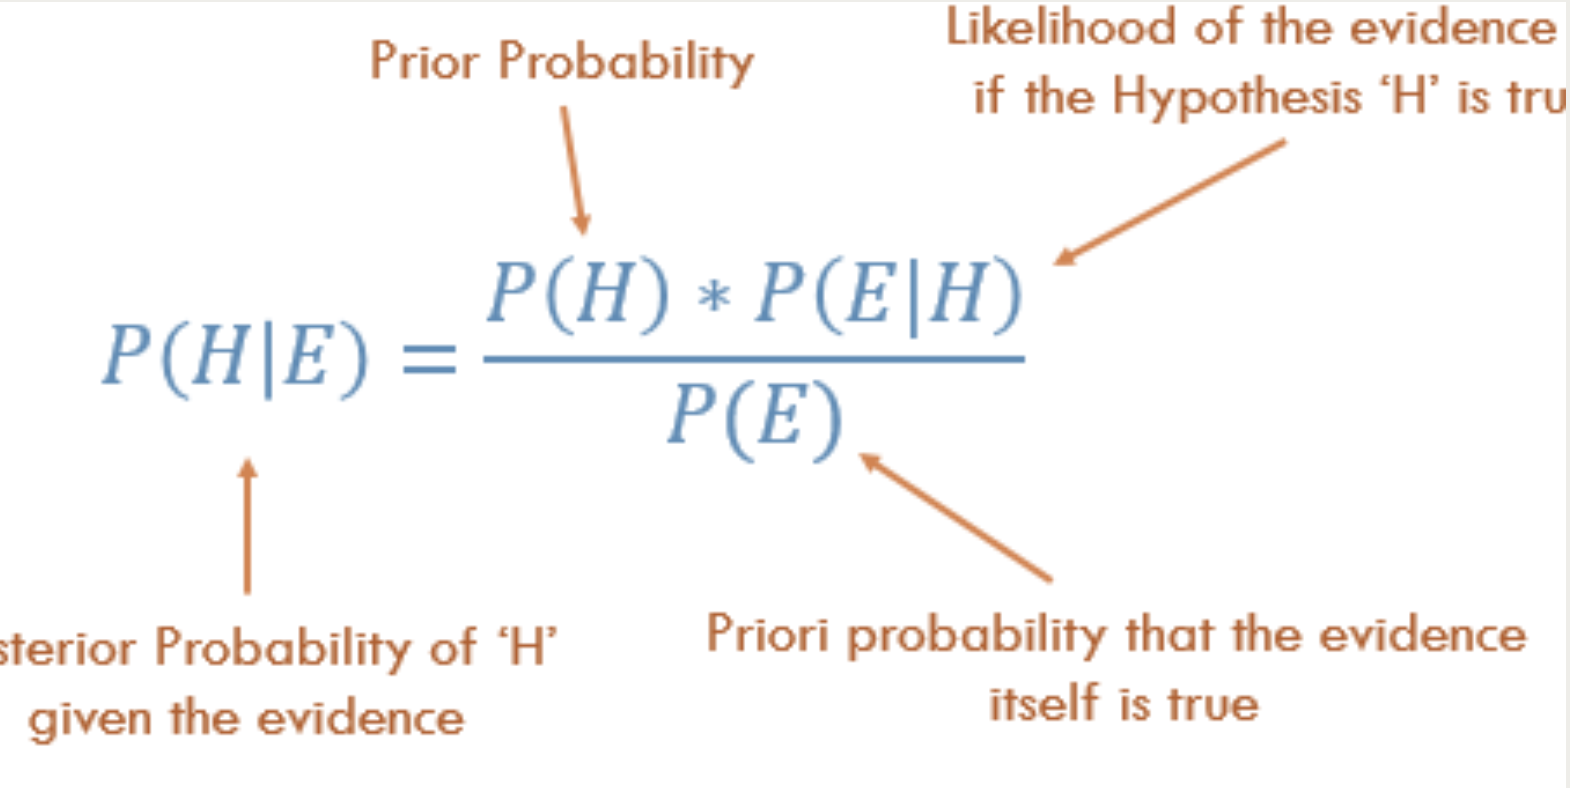 Prior Probability
Likelihood of the evidence
if the Hypothesis ‘H’ is tru
P(H|E) = P(H) * P(E|H)
P(E)
sterior Probability of ‘H’
given the evidence
Priori probability that the evidence
itself is true